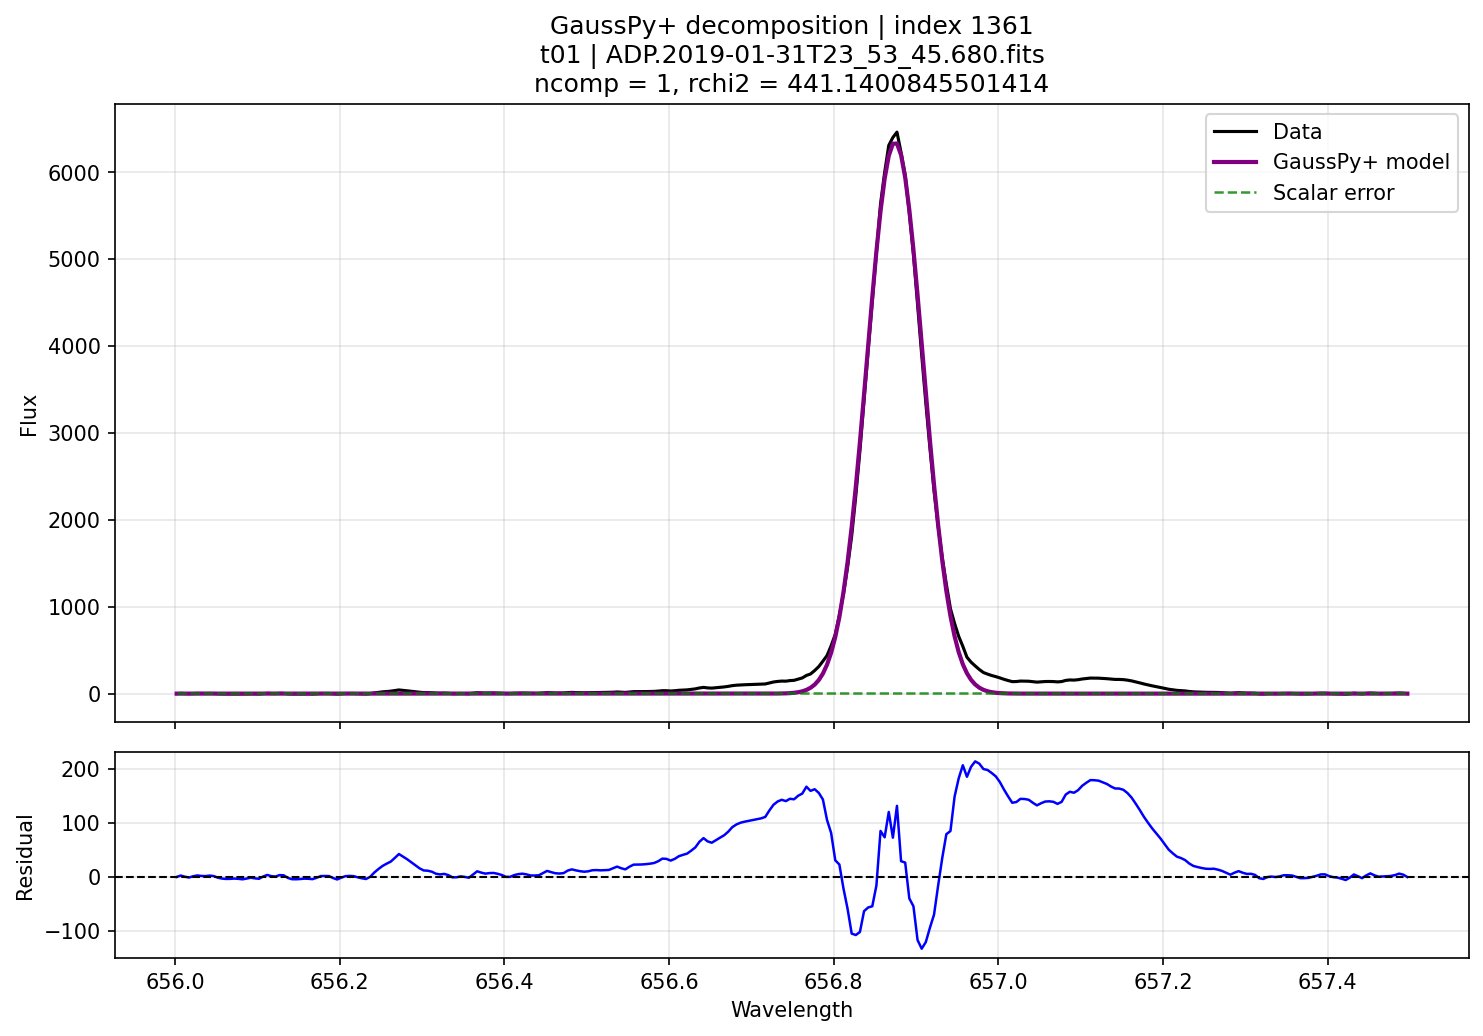 GaussPy+ decomposition | index 1361
t01 | ADP.2019-01-31T23_53_45.680.fits
ncomp = 1, rchi2 = 441.1400845501414
Data
GaussPy+ model
Scalar error
Flux
6000
5000
4000
3000
2000
1000
0
Residual
200
100
0
−100
656.0 656.2 656.4 656.6 656.8 657.0 657.2 657.4
Wavelength